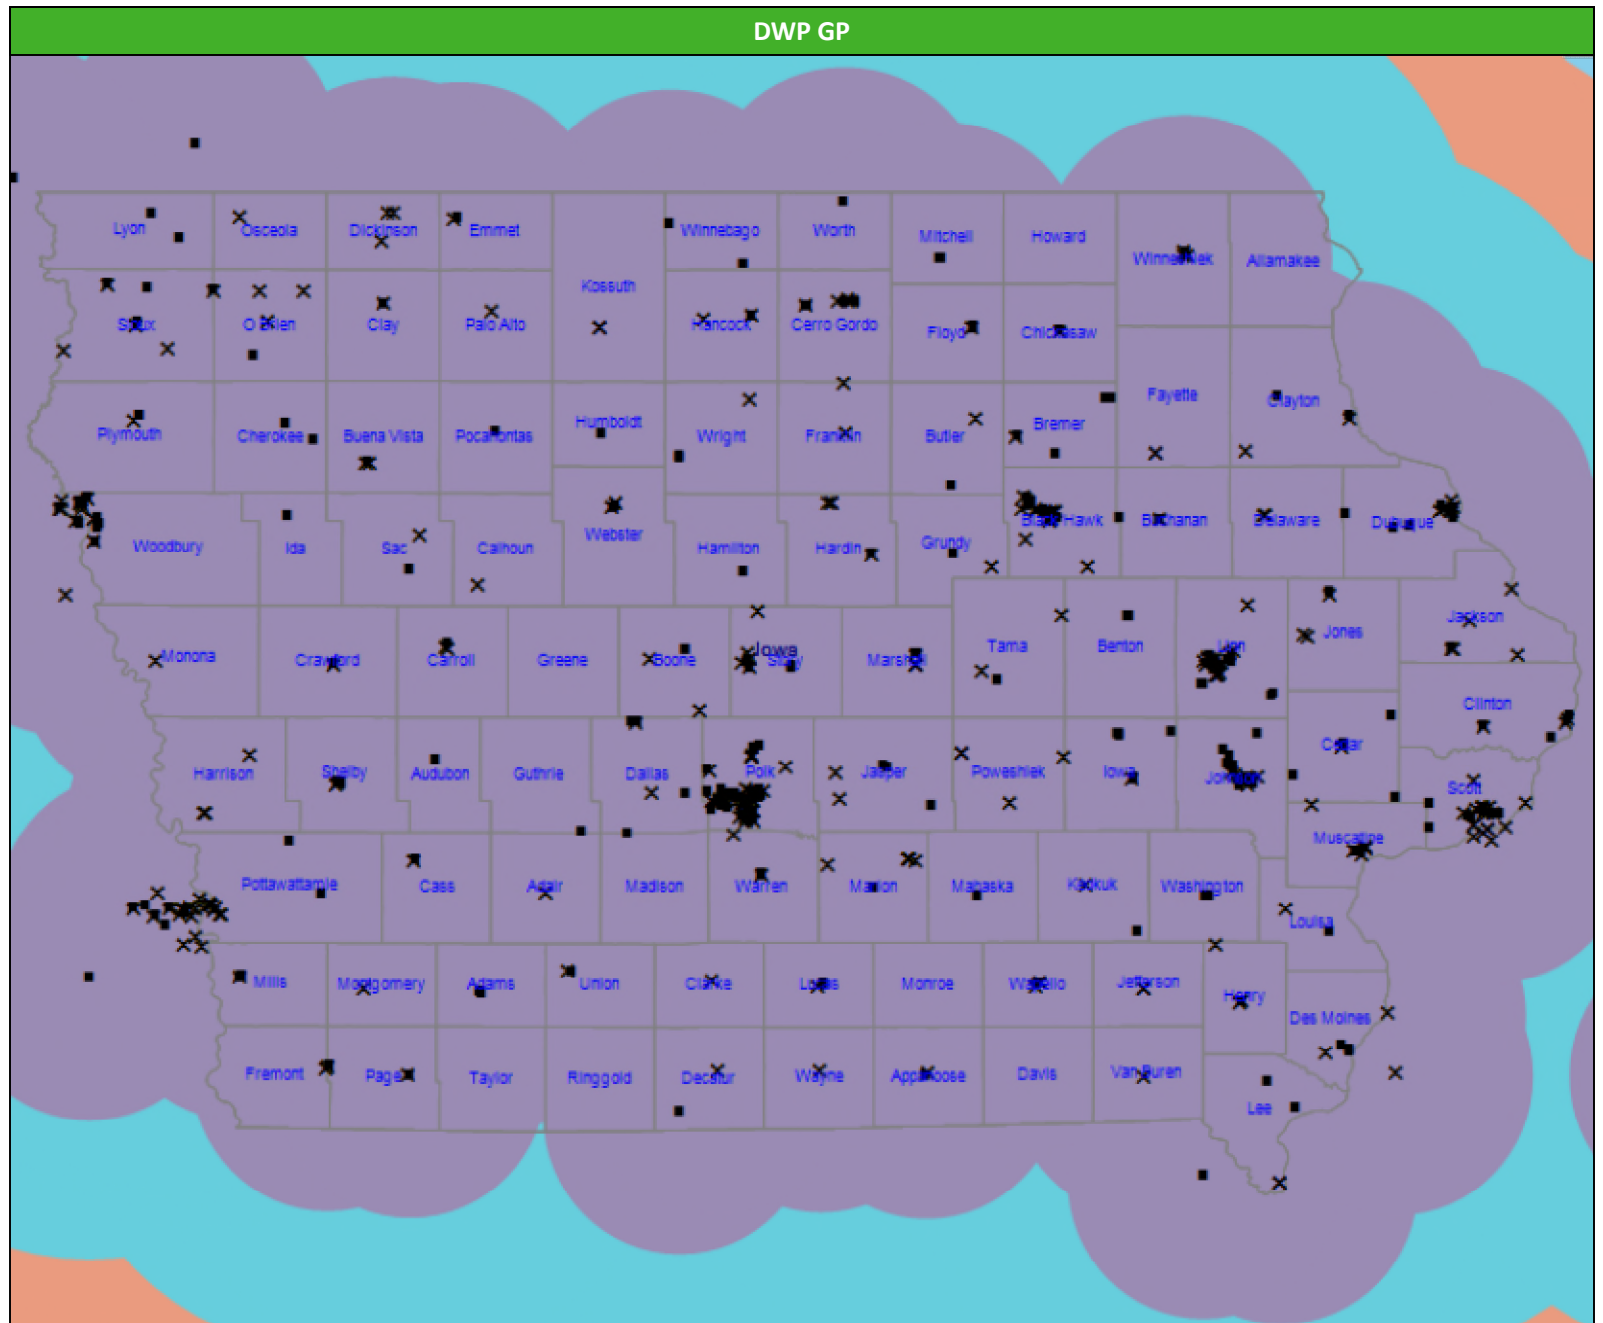 DWP GP
Lyon Osceola Dickinson Emmet Winnebago Worth Mitchell Howard
Winneshiek Allamakee
Kossuth
Sioux O Brien Clay Palo Alto Hancock Cerro Gordo Floyd Chickasaw
Plymouth Cherokee Buena Vista Pocahontas Humboldt Wright Franklin Butler Bremer Fayette Clayton
Woodbury Ida Sac Calhoun Webster Hamilton Hardin Grundy Black Hawk Buchanan Delaware Dubuque
Iowa
Monona Crawford Carroll Greene Boone Story Marshall Tama Benton Linn Jones Jackson
Clinton
Harrison Shelby Audubon Guthrie Dallas Polk Jasper Poweshiek Iowa Johnson Cedar Scott
Muscatine
Pottawattamie Cass Adair Madison Warren Marion Mahaska Keokuk Washington
Louisa
Mills Montgomery Adams Union Clarke Lucas Monroe Wapello Jefferson Henry
Des Moines
Fremont Page Taylor Ringgold Decatur Wayne Appanoose Davis Van Buren
Lee